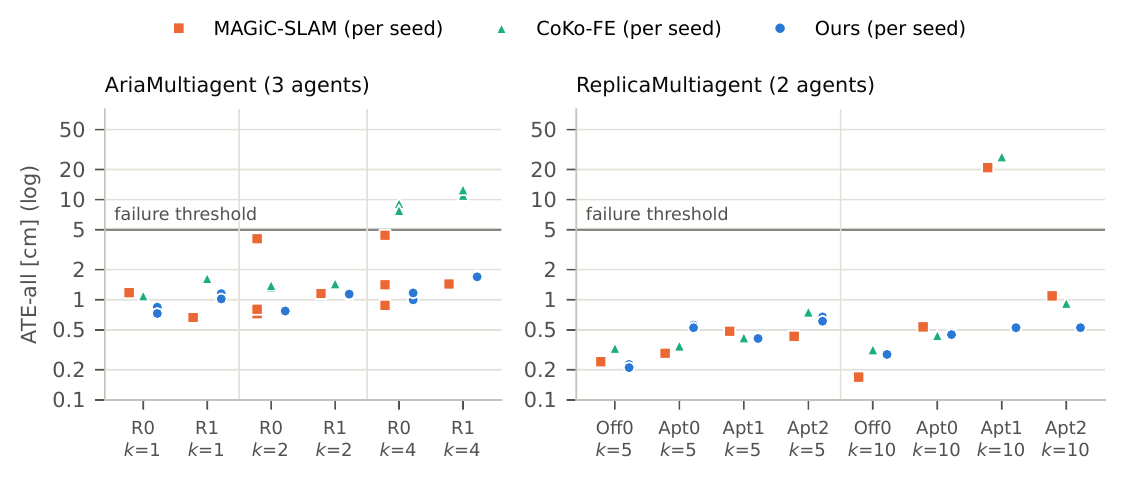 MAGiC-SLAM (per seed) CoKo-FE (per seed) Ours (per seed)
AriaMultiagent (3 agents) ReplicaMultiagent (2 agents)
ATE-all [cm] (log)
50
20
10
5
2
1
0.5
0.2
0.1
failure threshold
R0 R1 R0 R1 R0 R1
k=1 k=1 k=2 k=2 k=4 k=4
50
20
10
5
2
1
0.5
0.2
0.1
failure threshold
Off0 Apt0 Apt1 Apt2 Off0 Apt0 Apt1 Apt2
k=5 k=5 k=5 k=5 k=10 k=10 k=10 k=10